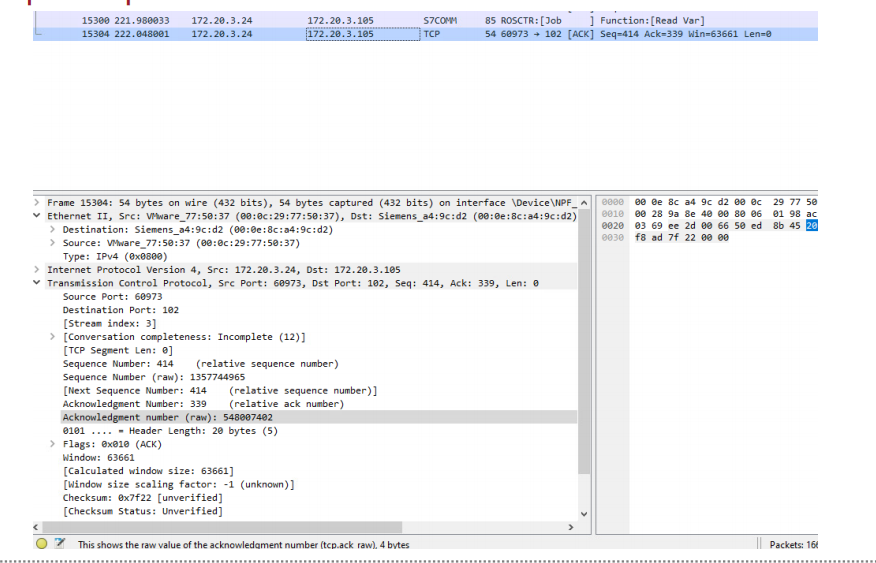 15300 221.980033 172.20.3.24 172.20.3.105 S7COMM 85 ROSCTR:[Job ] Function:[Read Var]
15304 222.048001 172.20.3.24 172.20.3.105 TCP 54 60973 → 102 [ACK] Seq=414 Ack=339 Win=63661 Len=0
Frame 15304: 54 bytes on wire (432 bits), 54 bytes captured (432 bits) on interface \Device\NPF_
Ethernet II, Src: VMware_77:50:37 (00:0c:29:77:50:37), Dst: Siemens_a4:9c:d2 (00:0e:8c:a4:9c:d2)
Destination: Siemens_a4:9c:d2 (00:0e:8c:a4:9c:d2)
Source: VMware_77:50:37 (00:0c:29:77:50:37)
Type: IPv4 (0x0800)
Internet Protocol Version 4, Src: 172.20.3.24, Dst: 172.20.3.105
Transmission Control Protocol, Src Port: 60973, Dst Port: 102, Seq: 414, Ack: 339, Len: 0
Source Port: 60973
Destination Port: 102
[Stream index: 3]
[Conversation completeness: Incomplete (12)]
[TCP Segment Len: 0]
Sequence Number: 414 (relative sequence number)
Sequence Number (raw): 1357744965
[Next Sequence Number: 414 (relative sequence number)]
Acknowledgment Number: 339 (relative ack number)
Acknowledgment number (raw): 548007402
0101 .... = Header Length: 20 bytes (5)
Flags: 0x010 (ACK)
Window: 63661
[Calculated window size: 63661]
[Window size scaling factor: -1 (unknown)]
Checksum: 0x7f22 [unverified]
[Checksum Status: Unverified]
0000 00 0e 8c a4 9c d2 00 0c 29 77 50
0010 00 28 9a 8e 40 00 80 06 01 98 ac
0020 03 69 ee 2d 00 66 50 ed 8b 45 20
0030 f8 ad 7f 22 00 00
This shows the raw value of the acknowledgment number (tcp.ack_raw), 4 bytes
Packets: 166